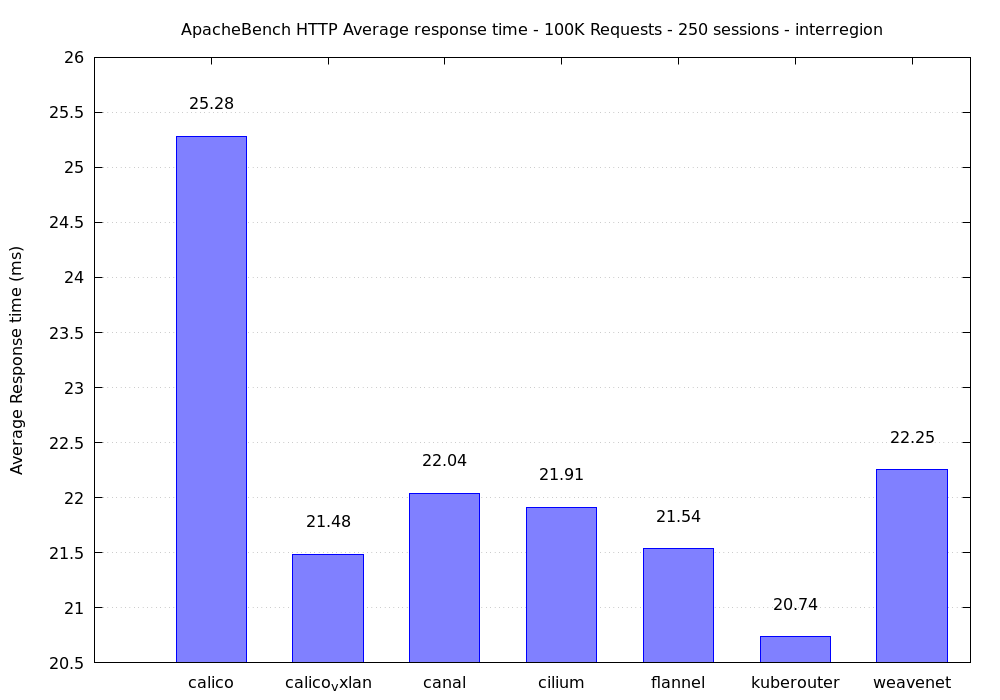 ApacheBench HTTP Average response time - 100K Requests - 250 sessions - interregion
Average Response time (ms)
26
25.5
25
24.5
24
23.5
23
22.5
22
21.5
21
20.5
25.28
21.48
22.04
21.91
21.54
20.74
22.25
calico
calicovxlan
canal
cilium
flannel
kuberouter
weavenet